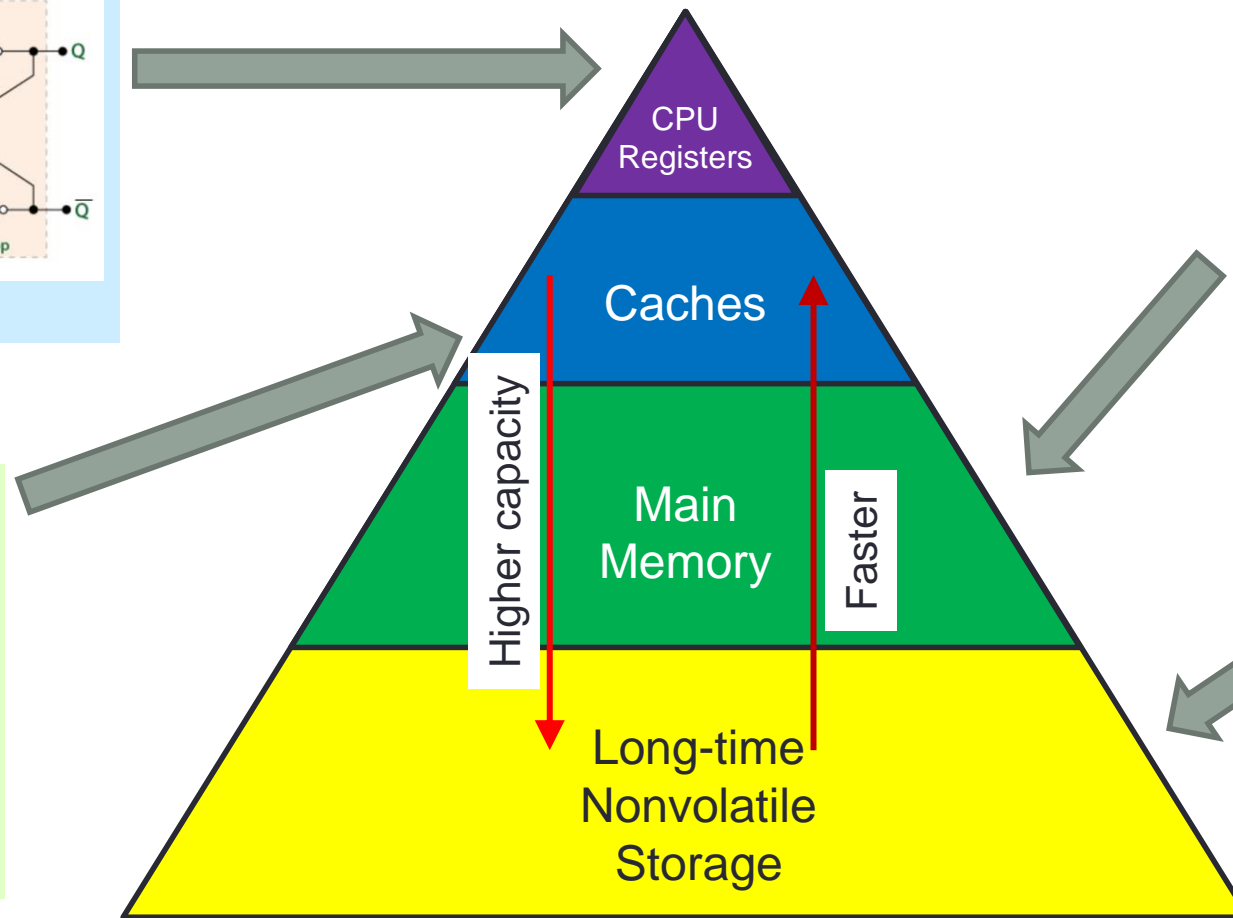 Q
Q̅
p
CPU
Registers
Caches
Higher capacity
Main
Memory
Faster
Long-time
Nonvolatile
Storage